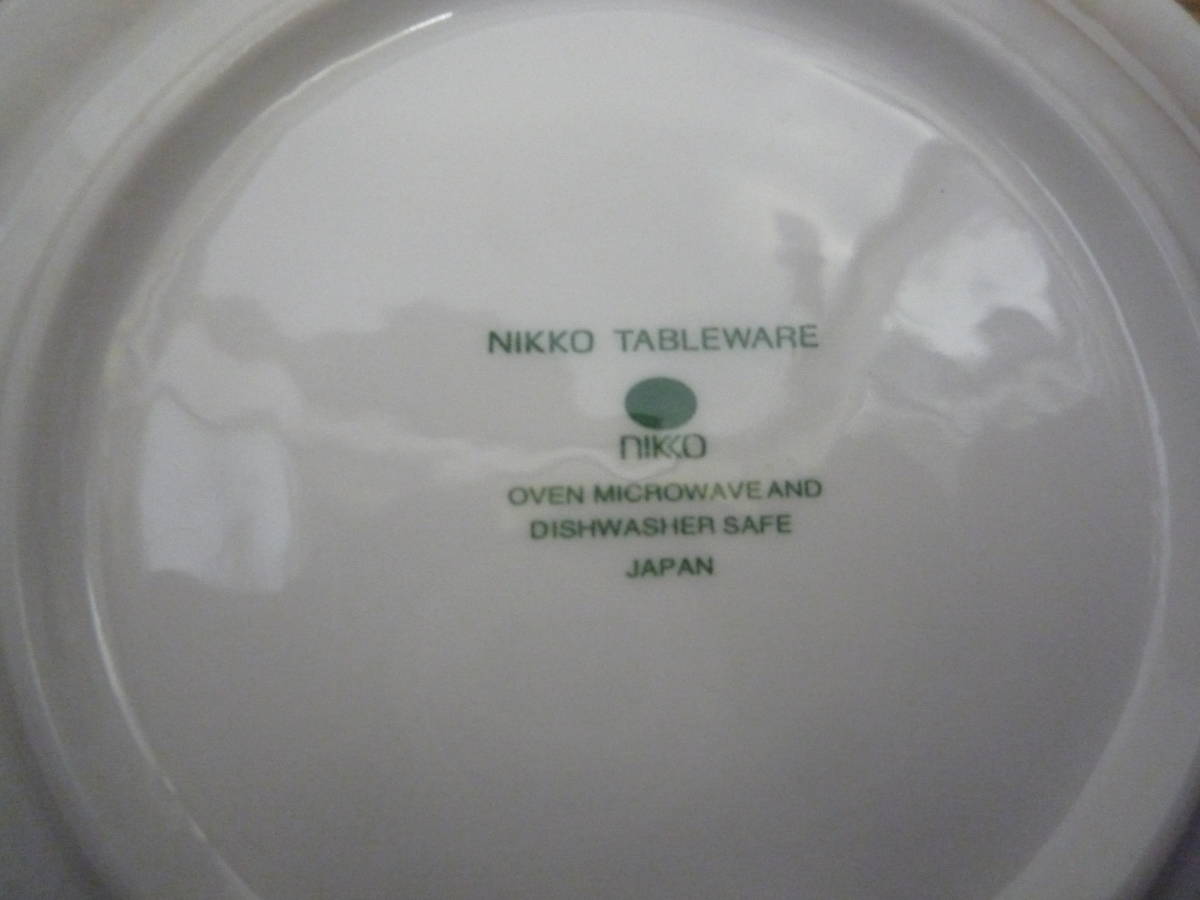 NIKKO TABLEWARE
NIKKO
OVEN MICROWAVE AND
DISHWASHER SAFE
JAPAN